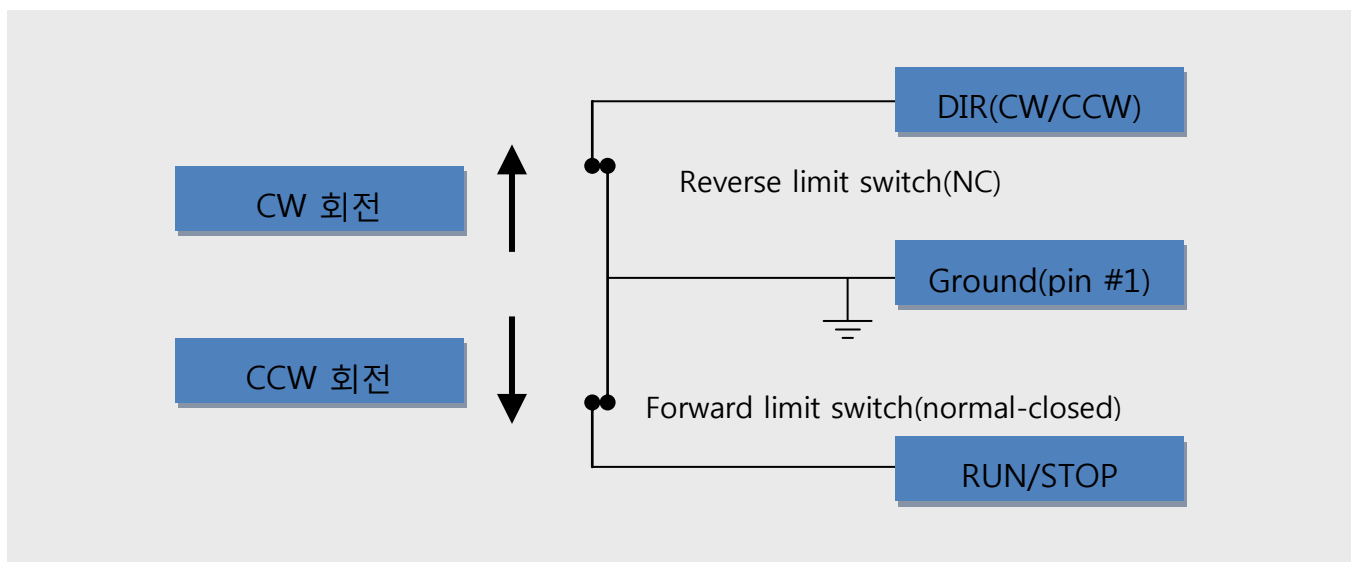 DIR(CW/CCW)
Reverse limit switch(NC)
CW 회전
Ground(pin #1)
CCW 회전
Forward limit switch(normal-closed)
RUN/STOP